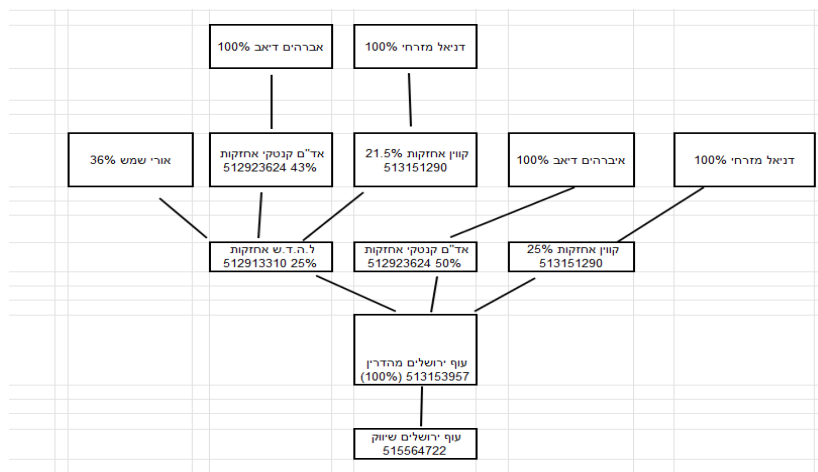 דניאל מזרחי 100%
אברהים דיאב 100%
דניאל מזרחי 100%
איברהים דיאב 100%
קווין אחזקות 21.5%
513151290
אד"ם קנטקי אחזקות
512923624 43%
אורי שמש 36%
קווין אחזקות 25%
513151290
אד"ם קנטקי אחזקות
512923624 50%
ל.ה.ד.ש אחזקות
512913310 25%
עוף ירושלים מהדרין
513153957 (100%)
עוף ירושלים שיווק
515564722